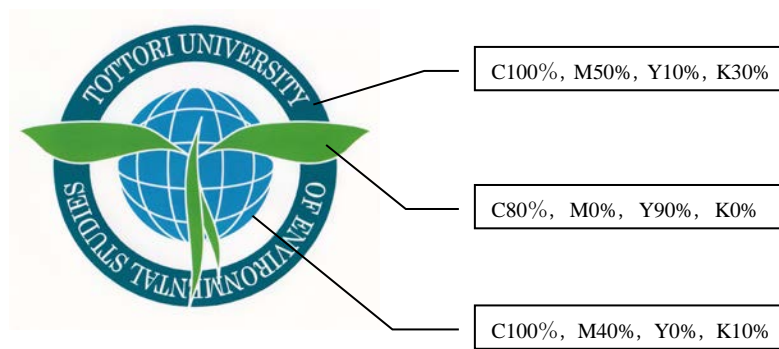 TOTTORI UNIVERSITY
OF ENVIRONMENTAL STUDIES
C100％，M50%，Y10%，K30%
C80％，M0%，Y90%，K0%
C100％，M40%，Y0%，K10%